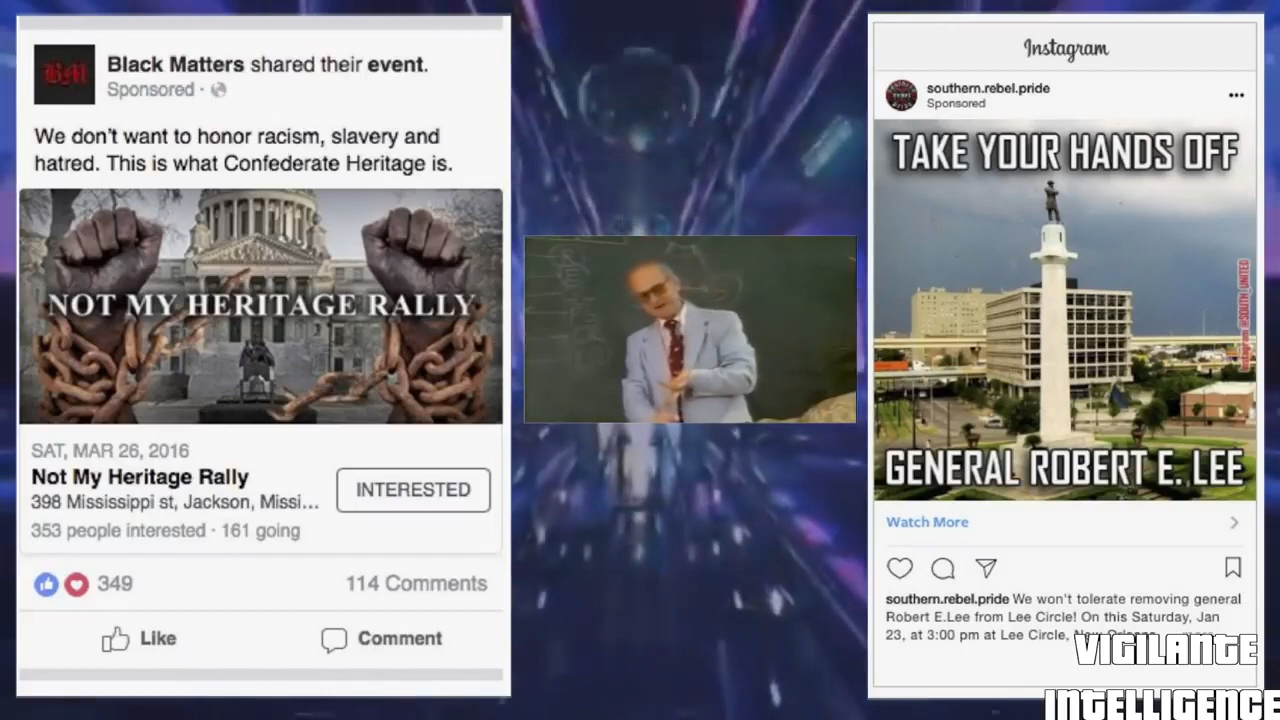 BM
Black Matters shared their event.
Sponsored ·
We don't want to honor racism, slavery and
hatred. This is what Confederate Heritage is.
NOT MY HERITAGE RALLY
SAT, MAR 26, 2016
Not My Heritage Rally
398 Mississippi st, Jackson, Missi...
353 people interested · 161 going
INTERESTED
349
114 Comments
Like
Comment
Instagram
southern.rebel.pride
Sponsored
TAKE YOUR HANDS OFF
Instagram @SOUTH_UNITED
GENERAL ROBERT E. LEE
Watch More
southern.rebel.pride We won't tolerate removing general
Robert E.Lee from Lee Circle! On this Saturday, Jan
23, at 3:00 pm at Lee Circle,
VIGILANTE
INTELLIGENCE